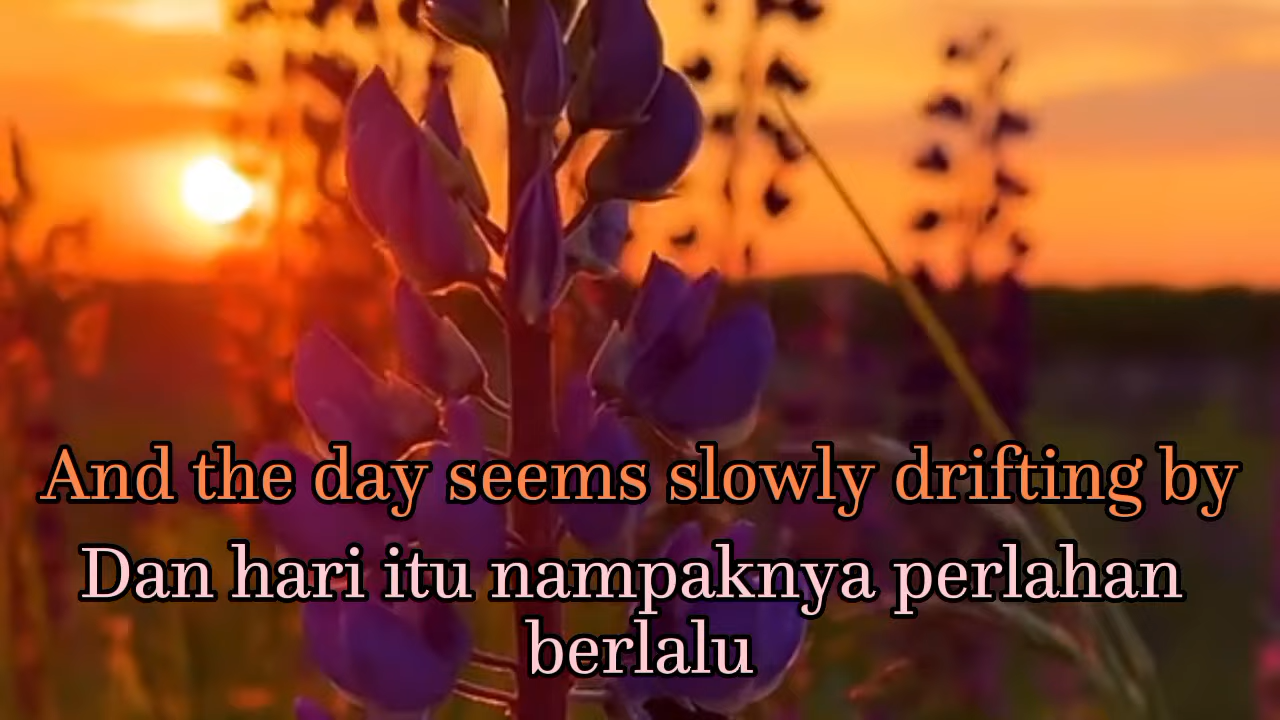 And the day seems slowly drifting by
Dan hari itu nampaknya perlahan
berlalu